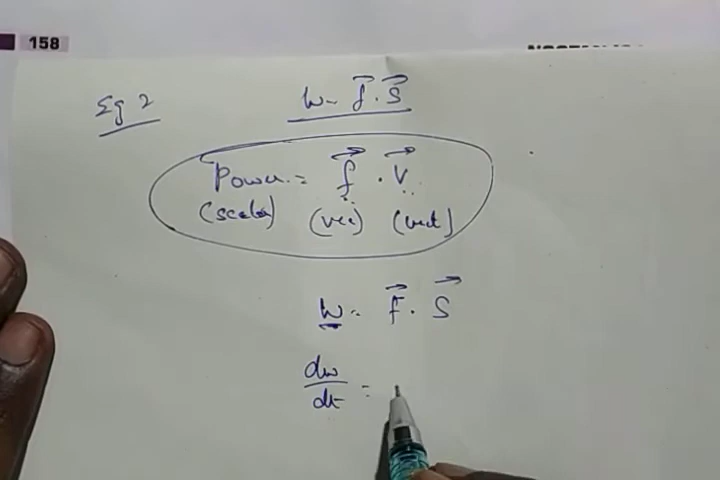 158
Eg 2
W = f⃗ . S⃗
Power = f⃗ . V⃗
(scalar) (vec) (vect)
W = F⃗ . S⃗
dw/dt =